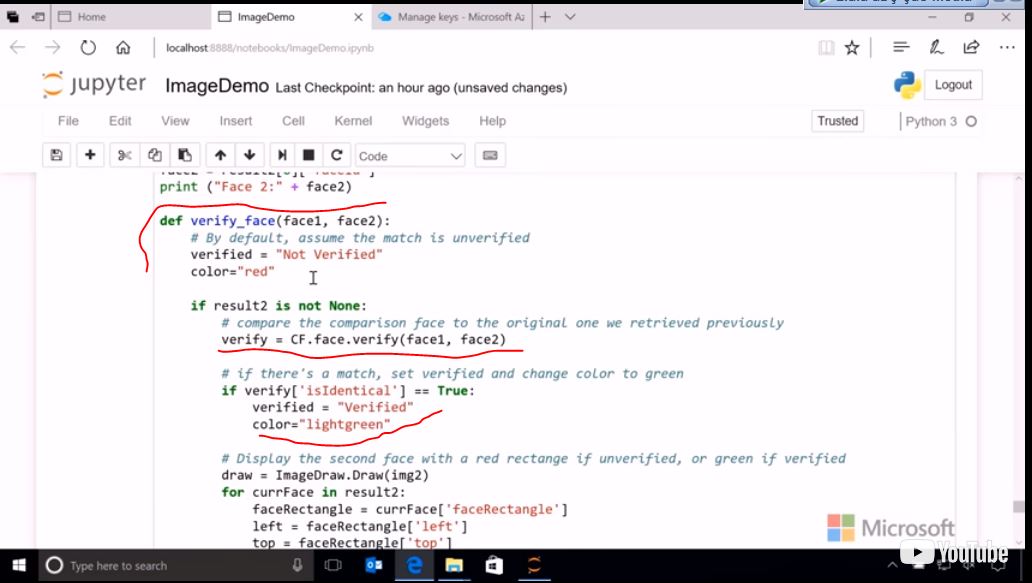 Home
ImageDemo
Manage keys - Microsoft Az
localhost:8888/notebooks/ImageDemo.ipynb
jupyter ImageDemo Last Checkpoint: an hour ago (unsaved changes)
Logout
File Edit View Insert Cell Kernel Widgets Help
Trusted
Python 3
Code
print ("Face 2:" + face2)
def verify_face(face1, face2):
# By default, assume the match is unverified
verified = "Not Verified"
color="red"
if result2 is not None:
# compare the comparison face to the original one we retrieved previously
verify = CF.face.verify(face1, face2)
# if there's a match, set verified and change color to green
if verify['isIdentical'] == True:
verified = "Verified"
color="lightgreen"
# Display the second face with a red rectange if unverified, or green if verified
draw = ImageDraw.Draw(img2)
for currFace in result2:
faceRectangle = currFace['faceRectangle']
left = faceRectangle['left']
top = faceRectangle['top']
Microsoft
YouTube
Type here to search